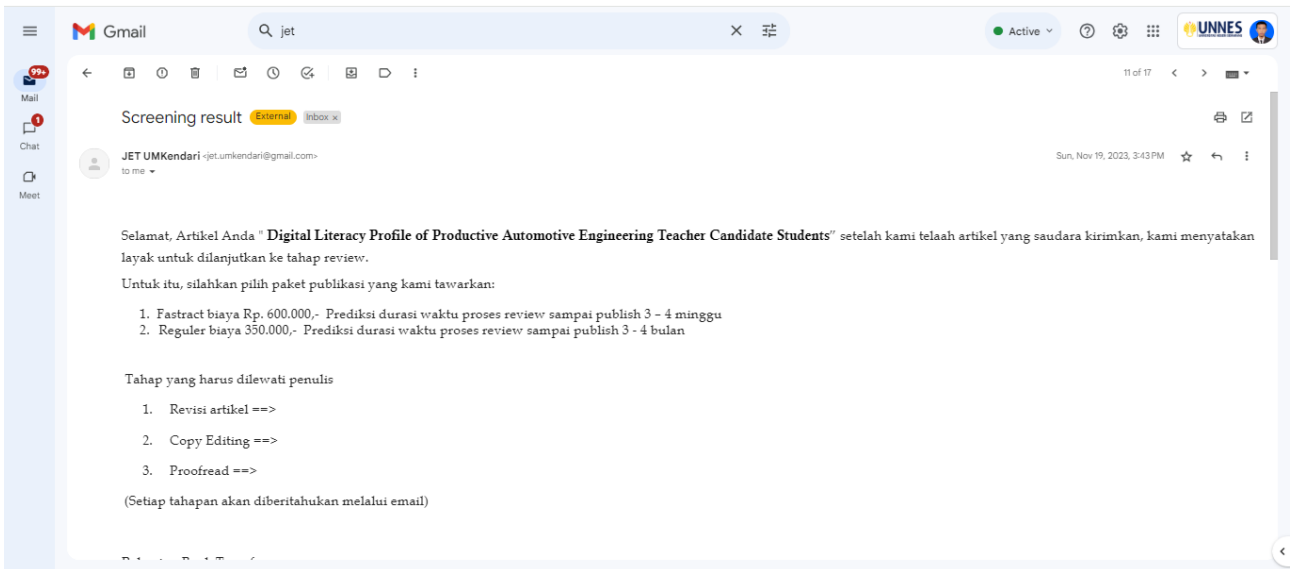 Gmail
jet
Active
UNNES
99+
Mail
1
Chat
Meet
11 of 17
Screening result External Inbox x
JET UMKendari <jet.umkendari@gmail.com>
Sun, Nov 19, 2023, 3:43 PM
to me
Selamat, Artikel Anda " Digital Literacy Profile of Productive Automotive Engineering Teacher Candidate Students" setelah kami telaah artikel yang saudara kirimkan, kami menyatakan
layak untuk dilanjutkan ke tahap review.
Untuk itu, silahkan pilih paket publikasi yang kami tawarkan:
1. Fastract biaya Rp. 600.000,- Prediksi durasi waktu proses review sampai publish 3 – 4 minggu
2. Reguler biaya 350.000,- Prediksi durasi waktu proses review sampai publish 3 - 4 bulan
Tahap yang harus dilewati penulis
1. Revisi artikel ==>
2. Copy Editing ==>
3. Proofread ==>
(Setiap tahapan akan diberitahukan melalui email)